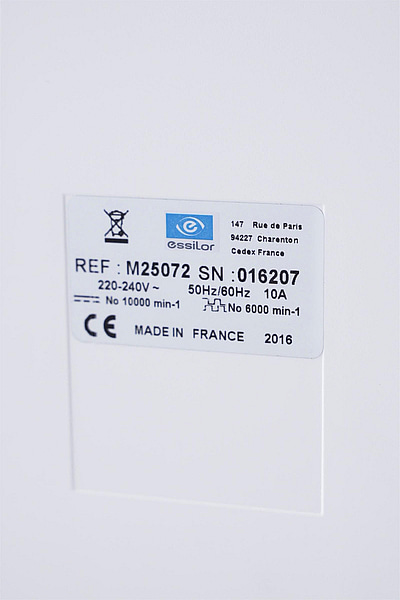 essilor
147 Rue de Paris
94227 Charenton
Cedex France
REF : M25072 SN : 016207
220-240V ~ 50Hz/60Hz 10A
No 10000 min-1 No 6000 min-1
CE MADE IN FRANCE 2016